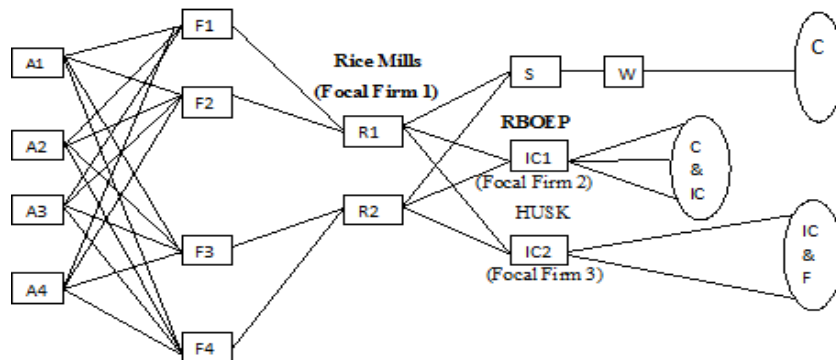 A1
A2
A3
A4
F1
F2
F3
F4
Rice Mills
(Focal Firm 1)
R1
R2
S
W
C
RBOEP
IC1
(Focal Firm 2)
C
&
IC
HUSK
IC2
(Focal Firm 3)
IC
&
F